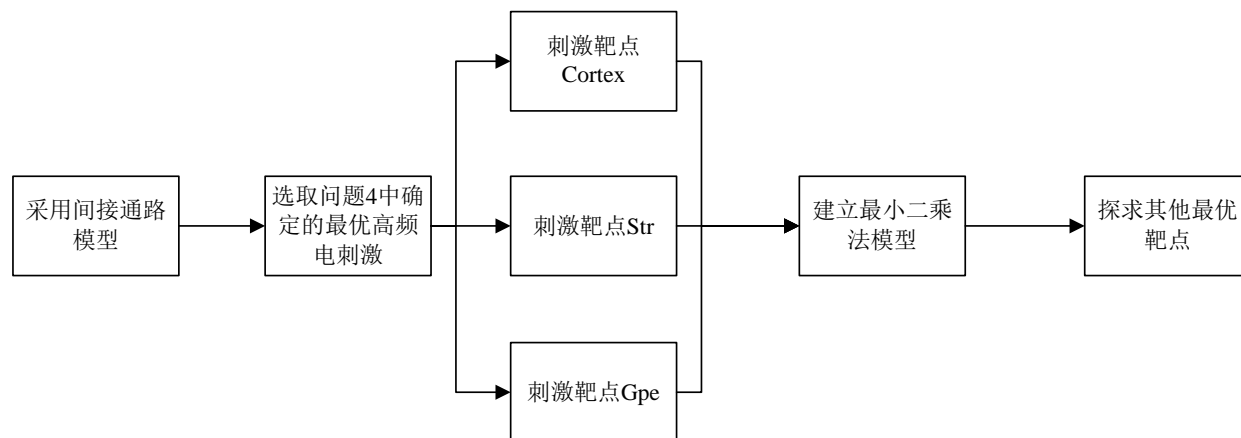 刺激靶点
Cortex
采用间接通路
模型
选取问题4中确
定的最优高频
电刺激
刺激靶点Str
建立最小二乘
法模型
探求其他最优
靶点
刺激靶点Gpe